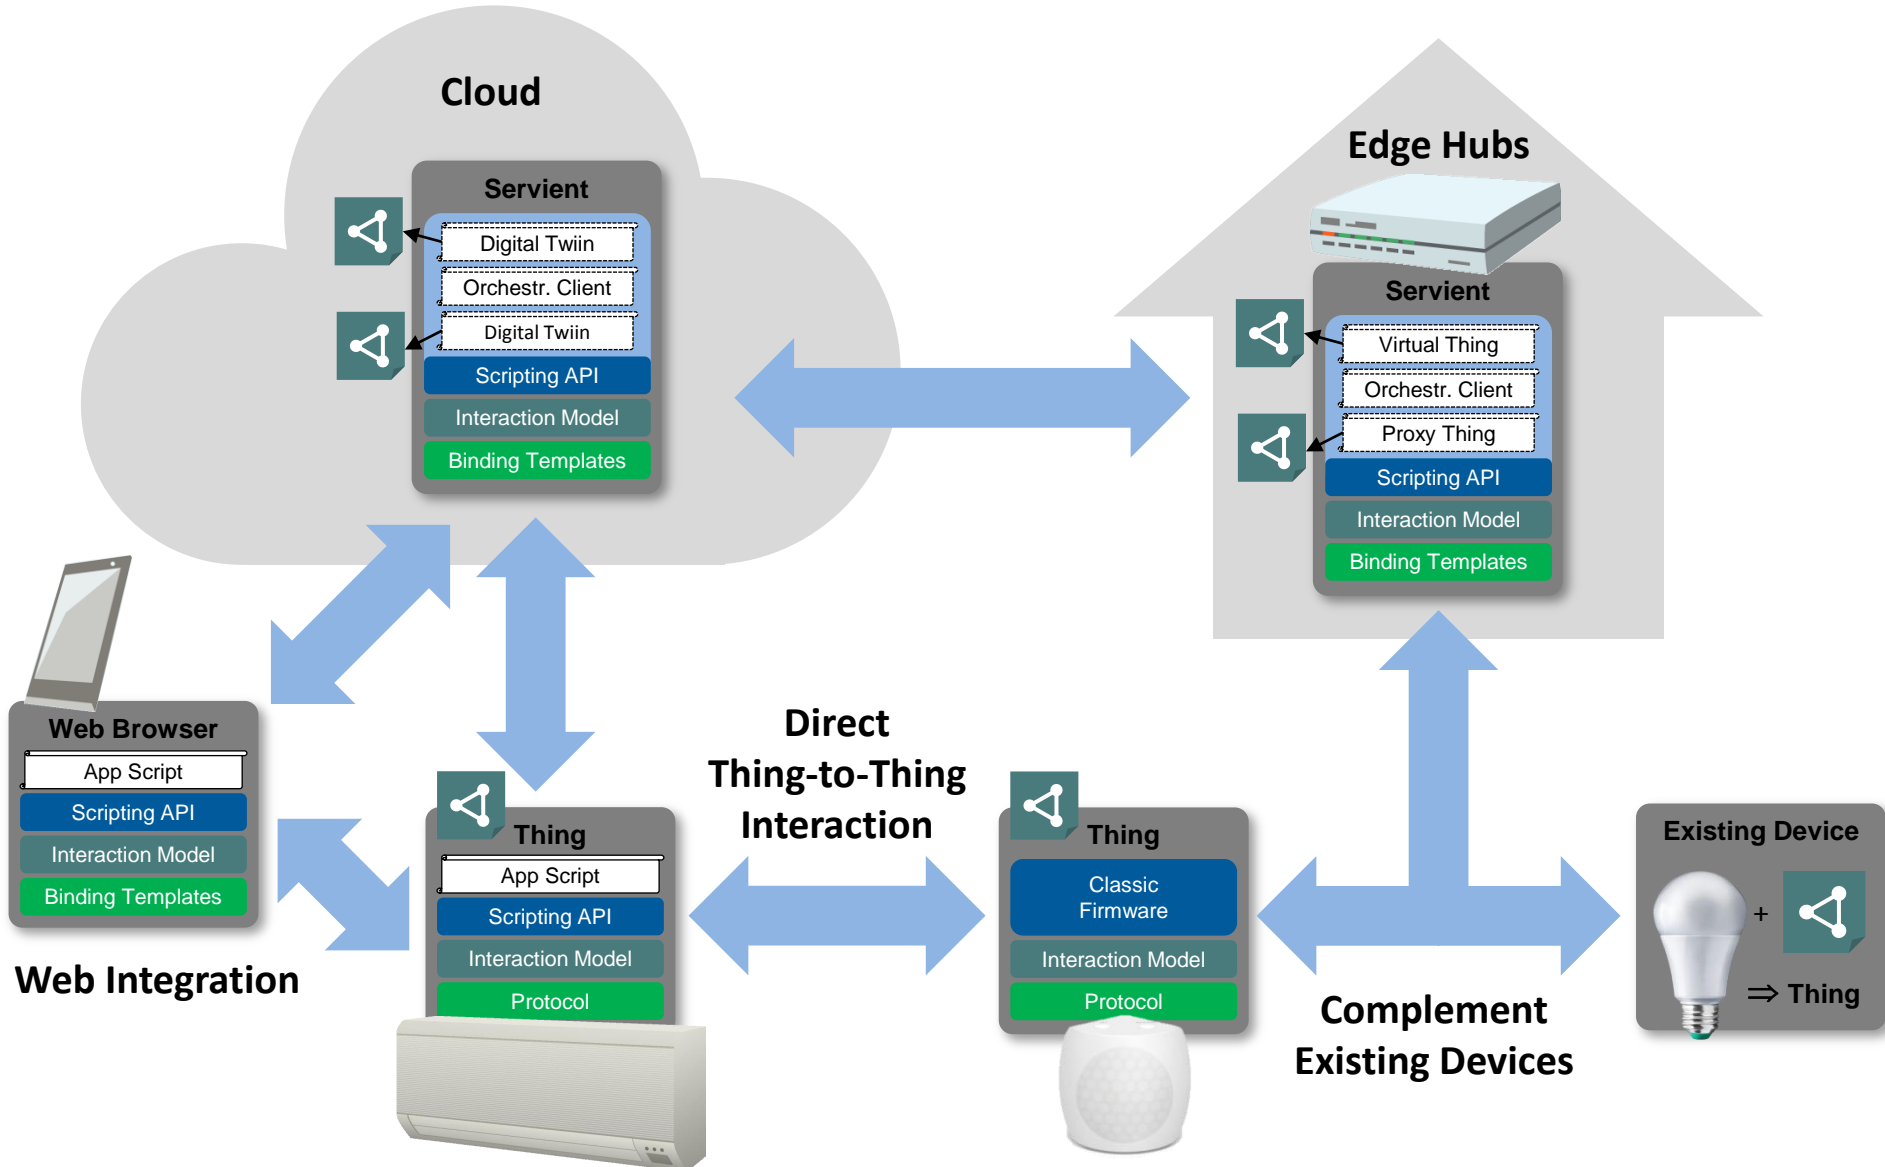 Cloud
Servient
Digital Twiin
Orchestr. Client
Digital Twiin
Scripting API
Interaction Model
Binding Templates
Edge Hubs
Servient
Virtual Thing
Orchestr. Client
Proxy Thing
Scripting API
Interaction Model
Binding Templates
Web Browser
App Script
Scripting API
Interaction Model
Binding Templates
Web Integration
Thing
App Script
Scripting API
Interaction Model
Protocol
Direct
Thing-to-Thing
Interaction
Thing
Classic
Firmware
Interaction Model
Protocol
Complement
Existing Devices
Existing Device
+
⇒ Thing